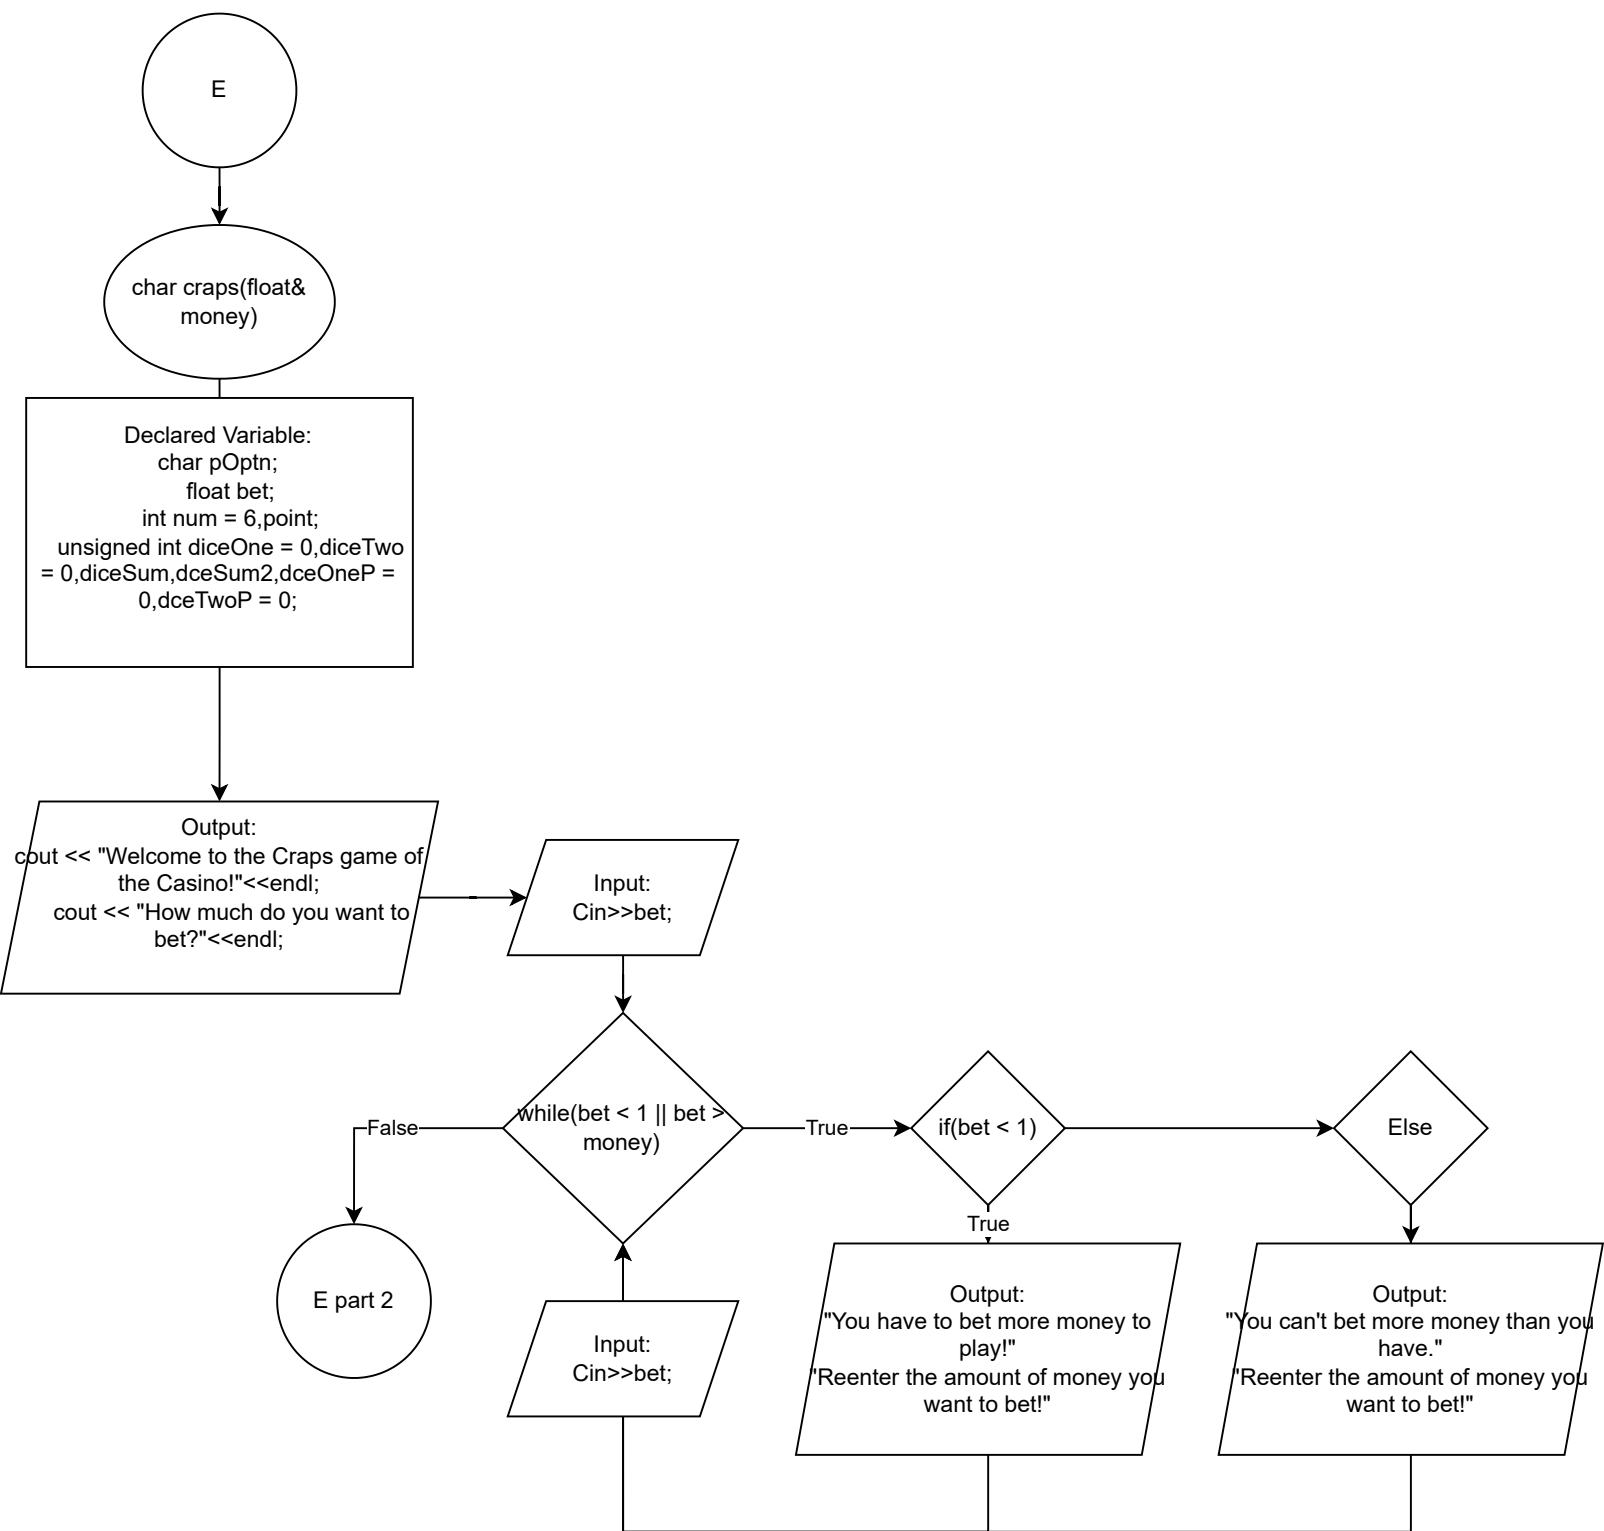 E
char craps(float&
money)
Declared Variable:
char pOptn;
float bet;
int num = 6,point;
unsigned int diceOne = 0,diceTwo
= 0,diceSum,dceSum2,dceOneP =
0,dceTwoP = 0;
Output:
cout << "Welcome to the Craps game of
the Casino!"<<endl;
cout << "How much do you want to
bet?"<<endl;
Input:
Cin>>bet;
while(bet < 1 || bet >
money)
False
True
if(bet < 1)
Else
True
E part 2
Input:
Cin>>bet;
Output:
"You have to bet more money to
play!"
"Reenter the amount of money you
want to bet!"
Output:
"You can't bet more money than you
have."
"Reenter the amount of money you
want to bet!"